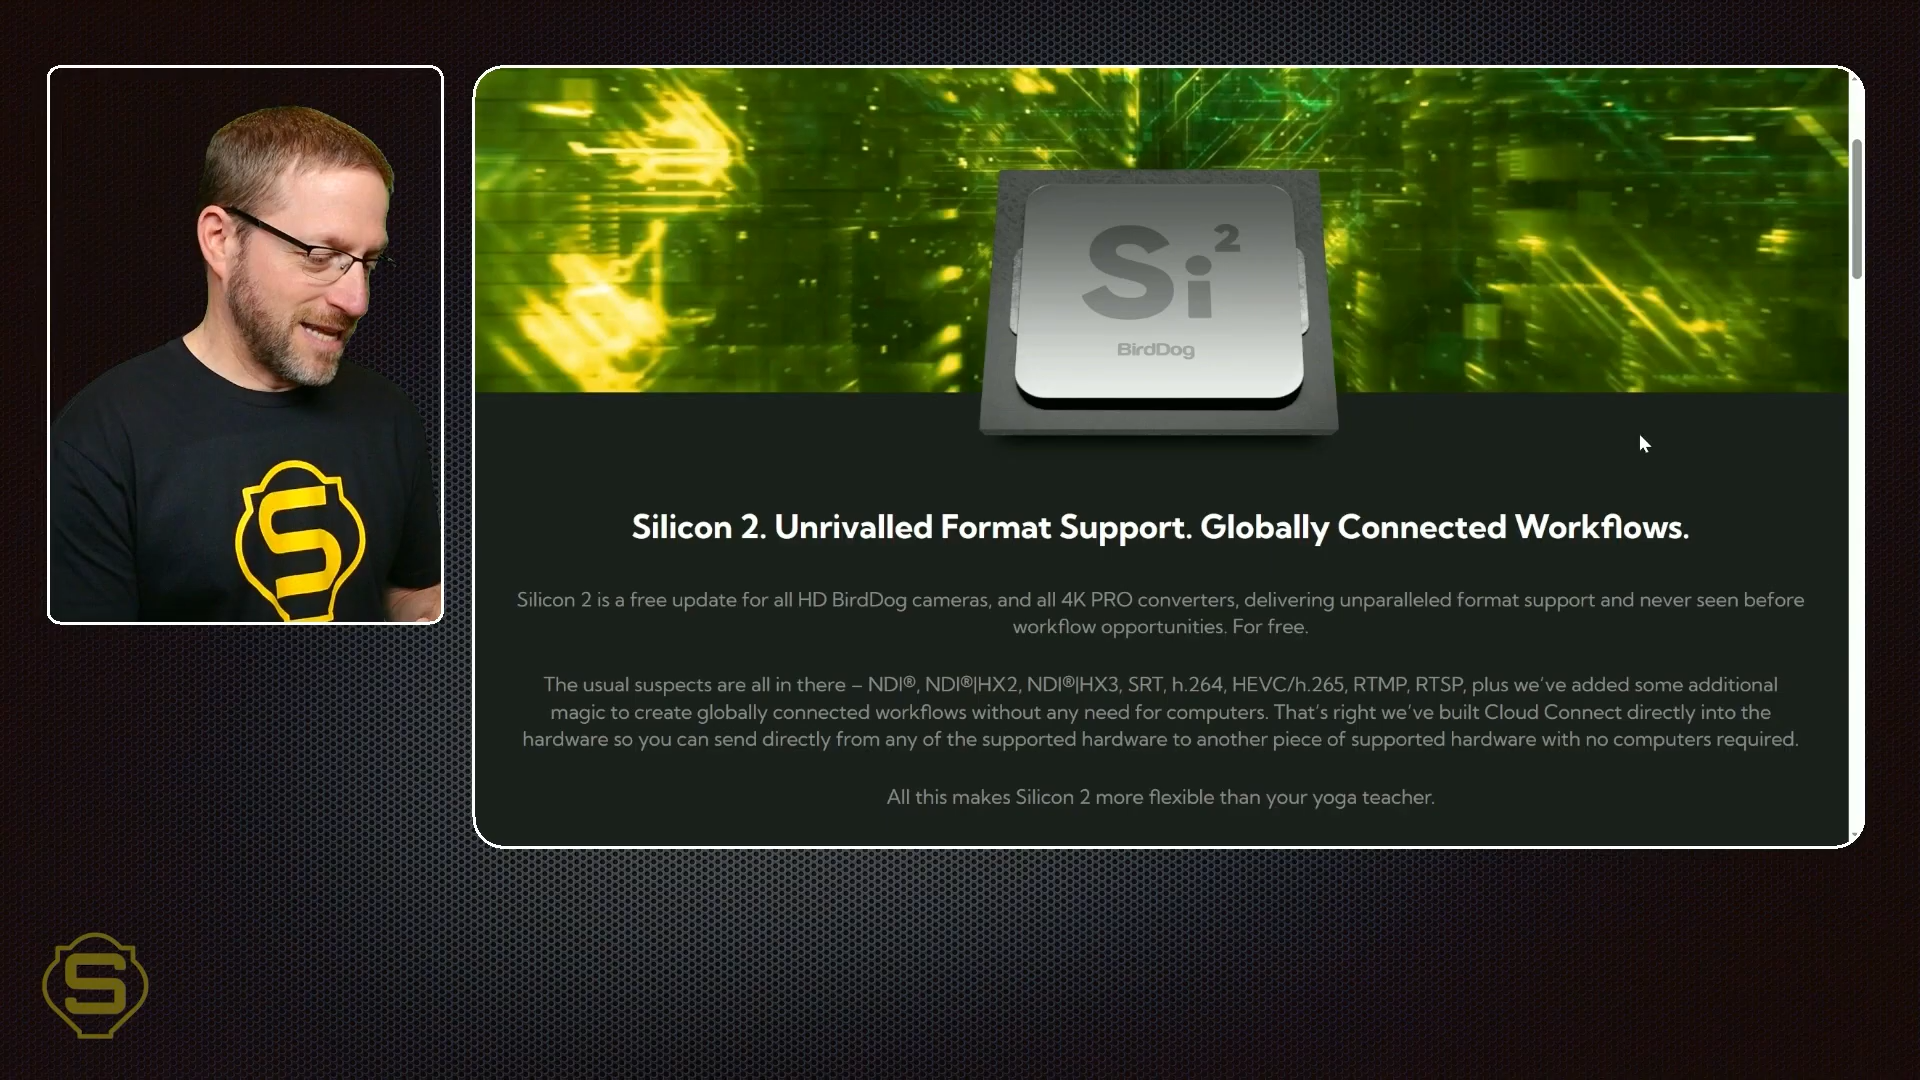 Si²
BirdDog
Silicon 2. Unrivalled Format Support. Globally Connected Workflows.
Silicon 2 is a free update for all HD BirdDog cameras, and all 4K PRO converters, delivering unparalleled format support and never seen before
workflow opportunities. For free.
The usual suspects are all in there – NDI®, NDI®|HX2, NDI®|HX3, SRT, h.264, HEVC/h.265, RTMP, RTSP, plus we've added some additional
magic to create globally connected workflows without any need for computers. That's right we've built Cloud Connect directly into the
hardware so you can send directly from any of the supported hardware to another piece of supported hardware with no computers required.
All this makes Silicon 2 more flexible than your yoga teacher.
S
S